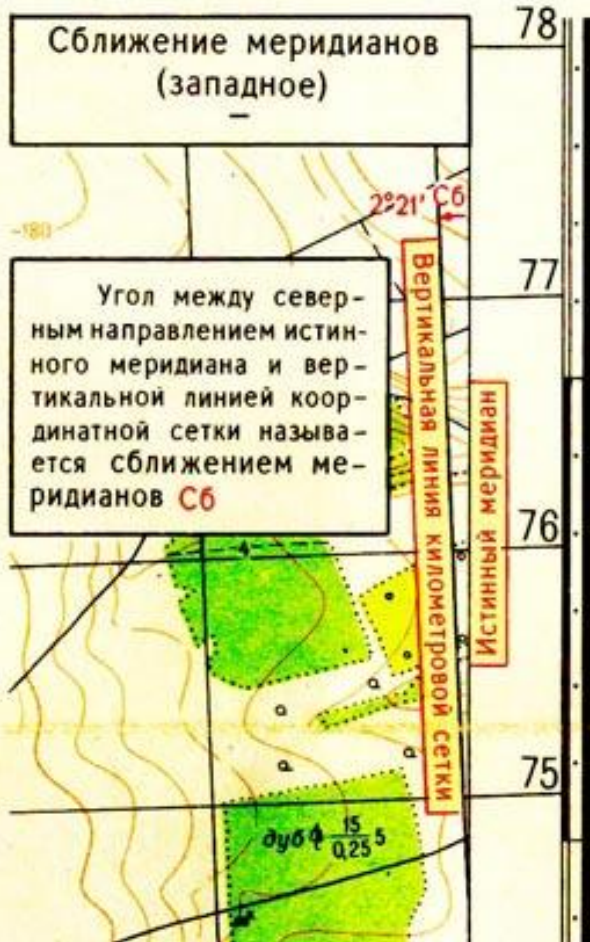 Сближение меридианов
(западное)
–
78
2°21' Сб
-180
77
Угол между север-
ным направлением истин-
ного меридиана и вер-
тикальной линией коор-
динатной сетки называ-
ется сближением ме-
ридианов Сб
Вертикальная линия километровой сетки
Истинный меридиан
76
75
дуб 15
0,25 5